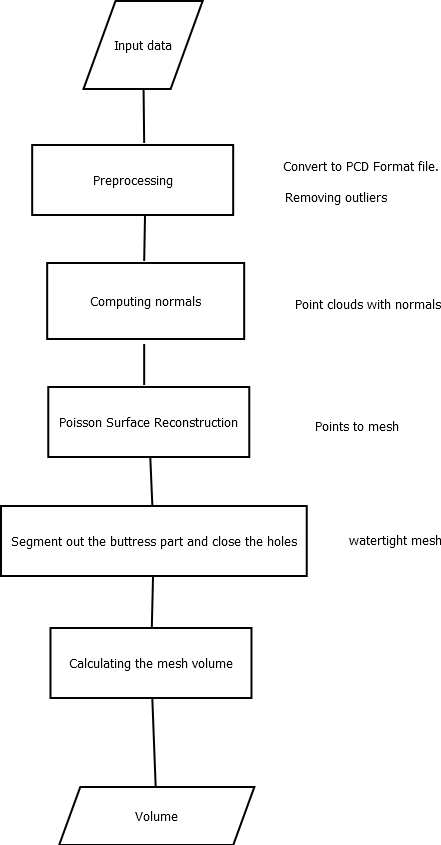 Input data
Preprocessing
Convert to PCD Format file.
Removing outliers
Computing normals
Point clouds with normals
Poisson Surface Reconstruction
Points to mesh
Segment out the buttress part and close the holes
watertight mesh
Calculating the mesh volume
Volume